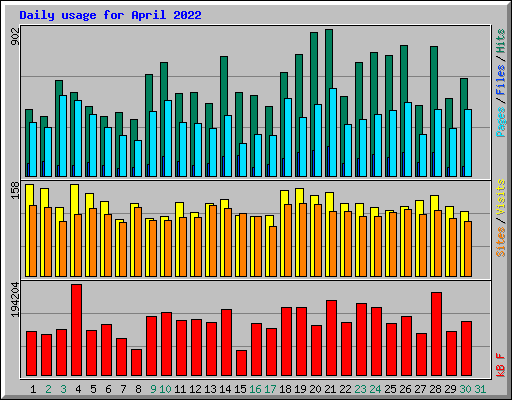 Daily usage for April 2022
902
Pages / Files / Hits
158
Sites / Visits
194204
kB F
1 2 3 4 5 6 7 8 9 10 11 12 13 14 15 16 17 18 19 20 21 22 23 24 25 26 27 28 29 30 31